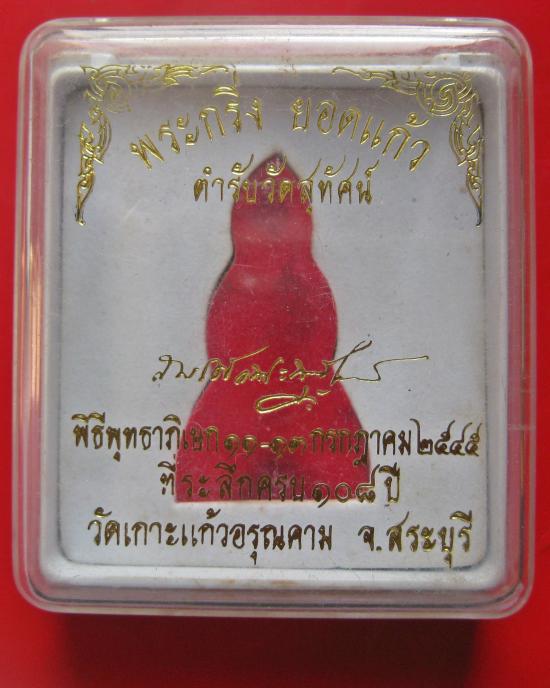 พระกริ่ง ยอดแก้ว
ตำรับวัดสุทัศน์
พิธีพุทธาภิเษก ๑๑-๑๓ กรกฎาคม ๒๕๔๕
ที่ระลึกครบ ๑๐๘ ปี
วัดเกาะแก้วอรุณคาม จ.สระบุรี